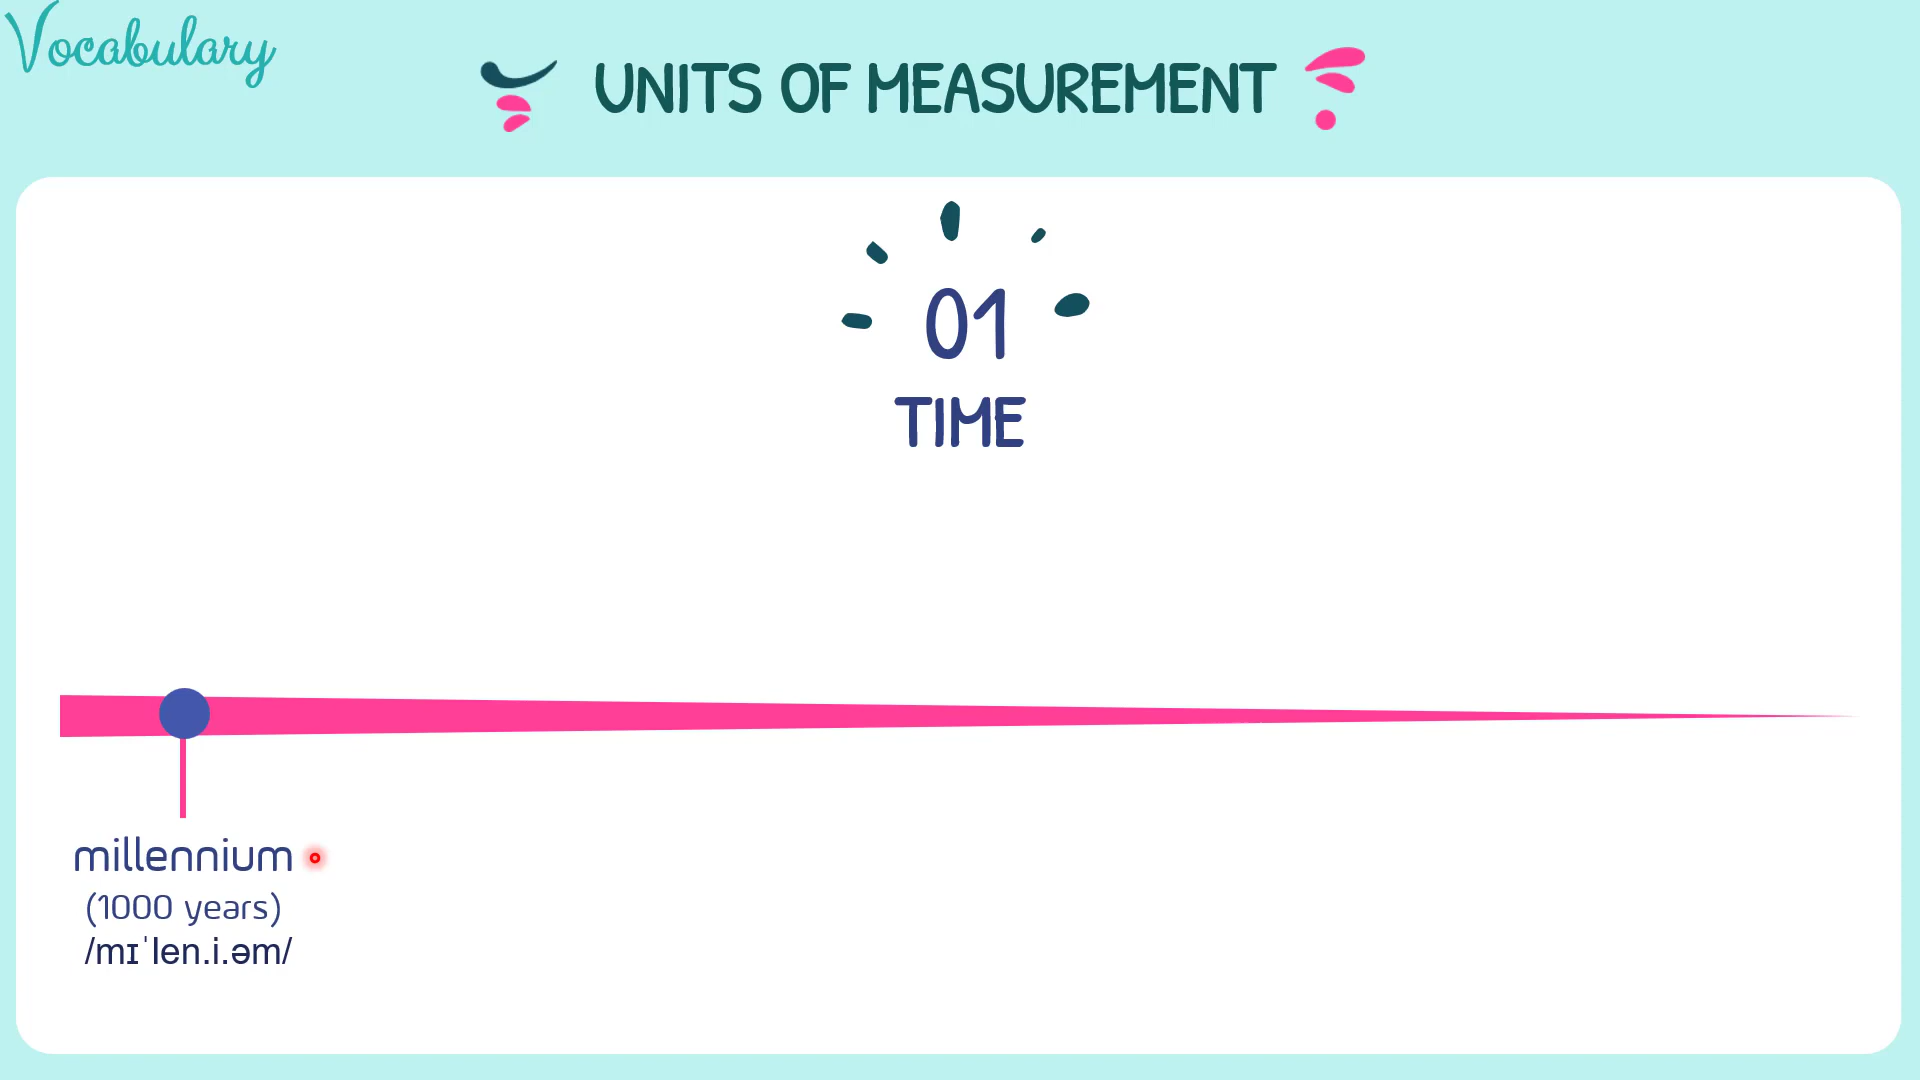 Vocabulary
UNITS OF MEASUREMENT
01
TIME
millennium
(1000 years)
/mɪˈlen.i.əm/